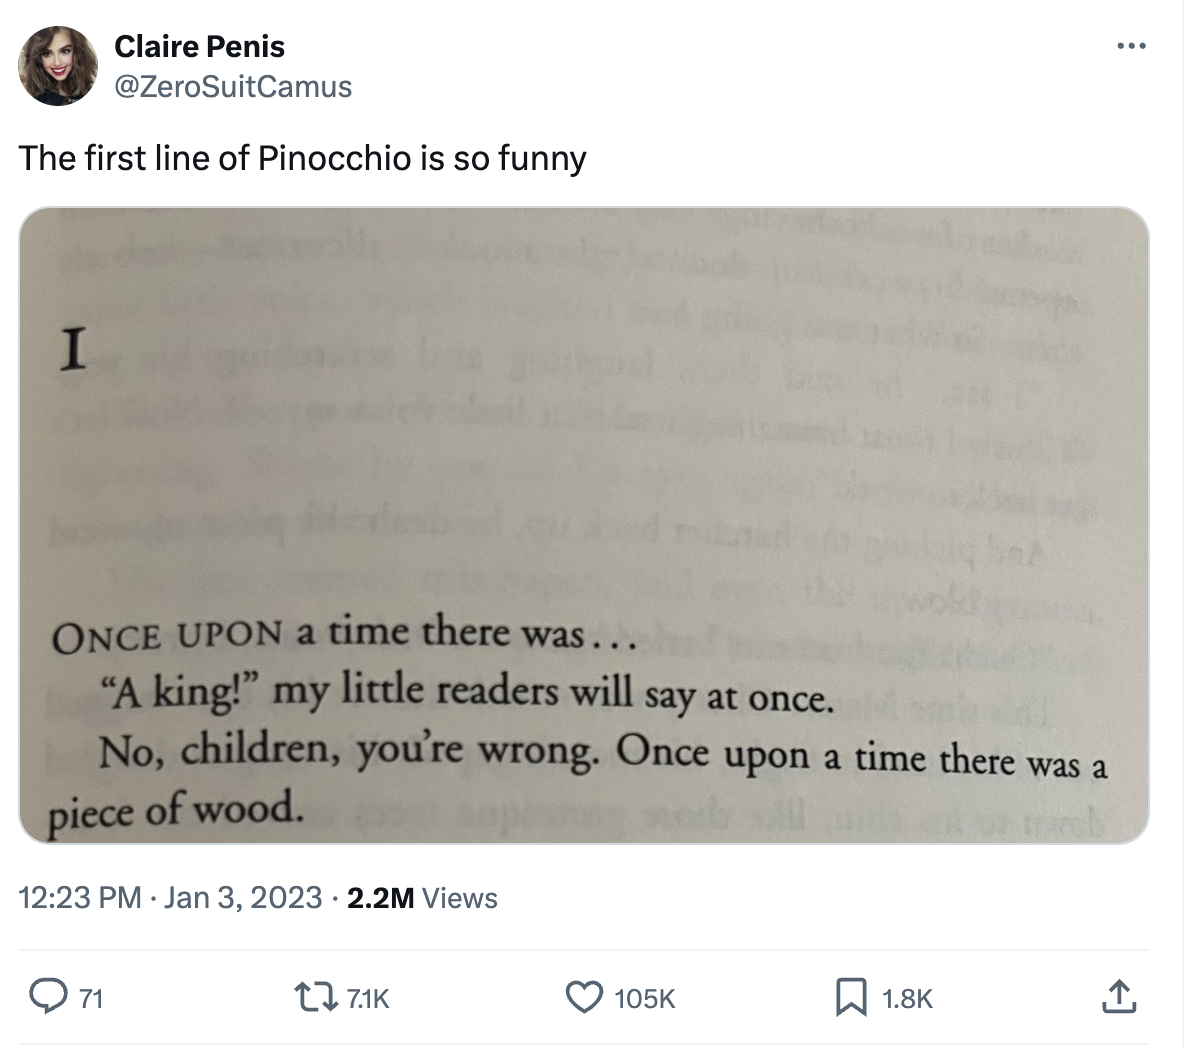 Claire Penis
@ZeroSuitCamus
The first line of Pinocchio is so funny
I
ONCE UPON a time there was...
“A king!” my little readers will say at once.
No, children, you’re wrong. Once upon a time there was a
piece of wood.
12:23 PM · Jan 3, 2023 · 2.2M Views
71 7.1K 105K 1.8K